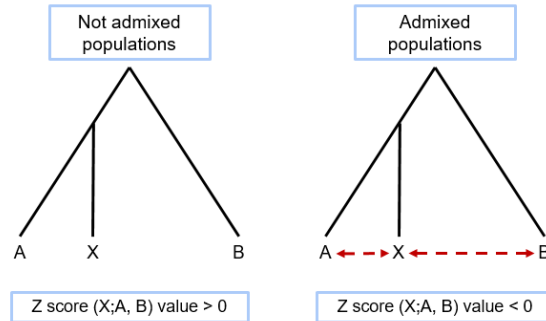 Not admixed
populations
Admixed
populations
A X B
A X B
Z score (X;A, B) value > 0
Z score (X;A, B) value < 0